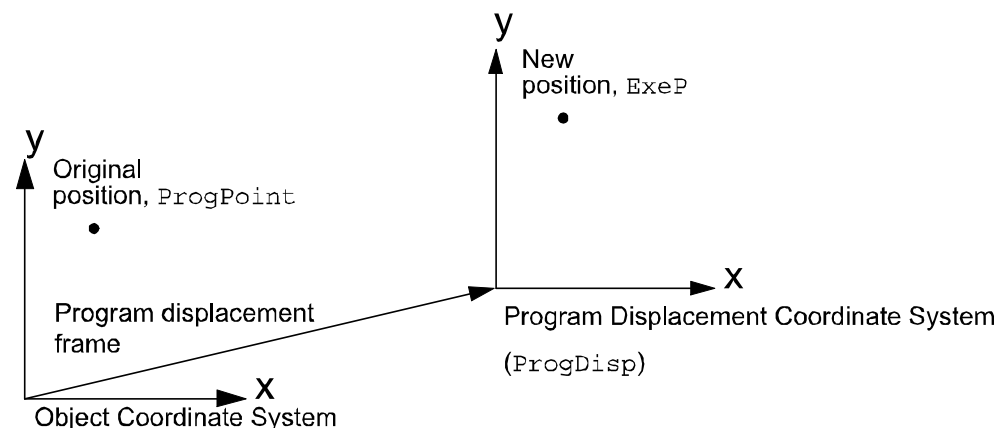 y
New
position, ExeP
y
Original
position, ProgPoint
x
Program displacement
frame
Program Displacement Coordinate System
(ProgDisp)
x
Object Coordinate System